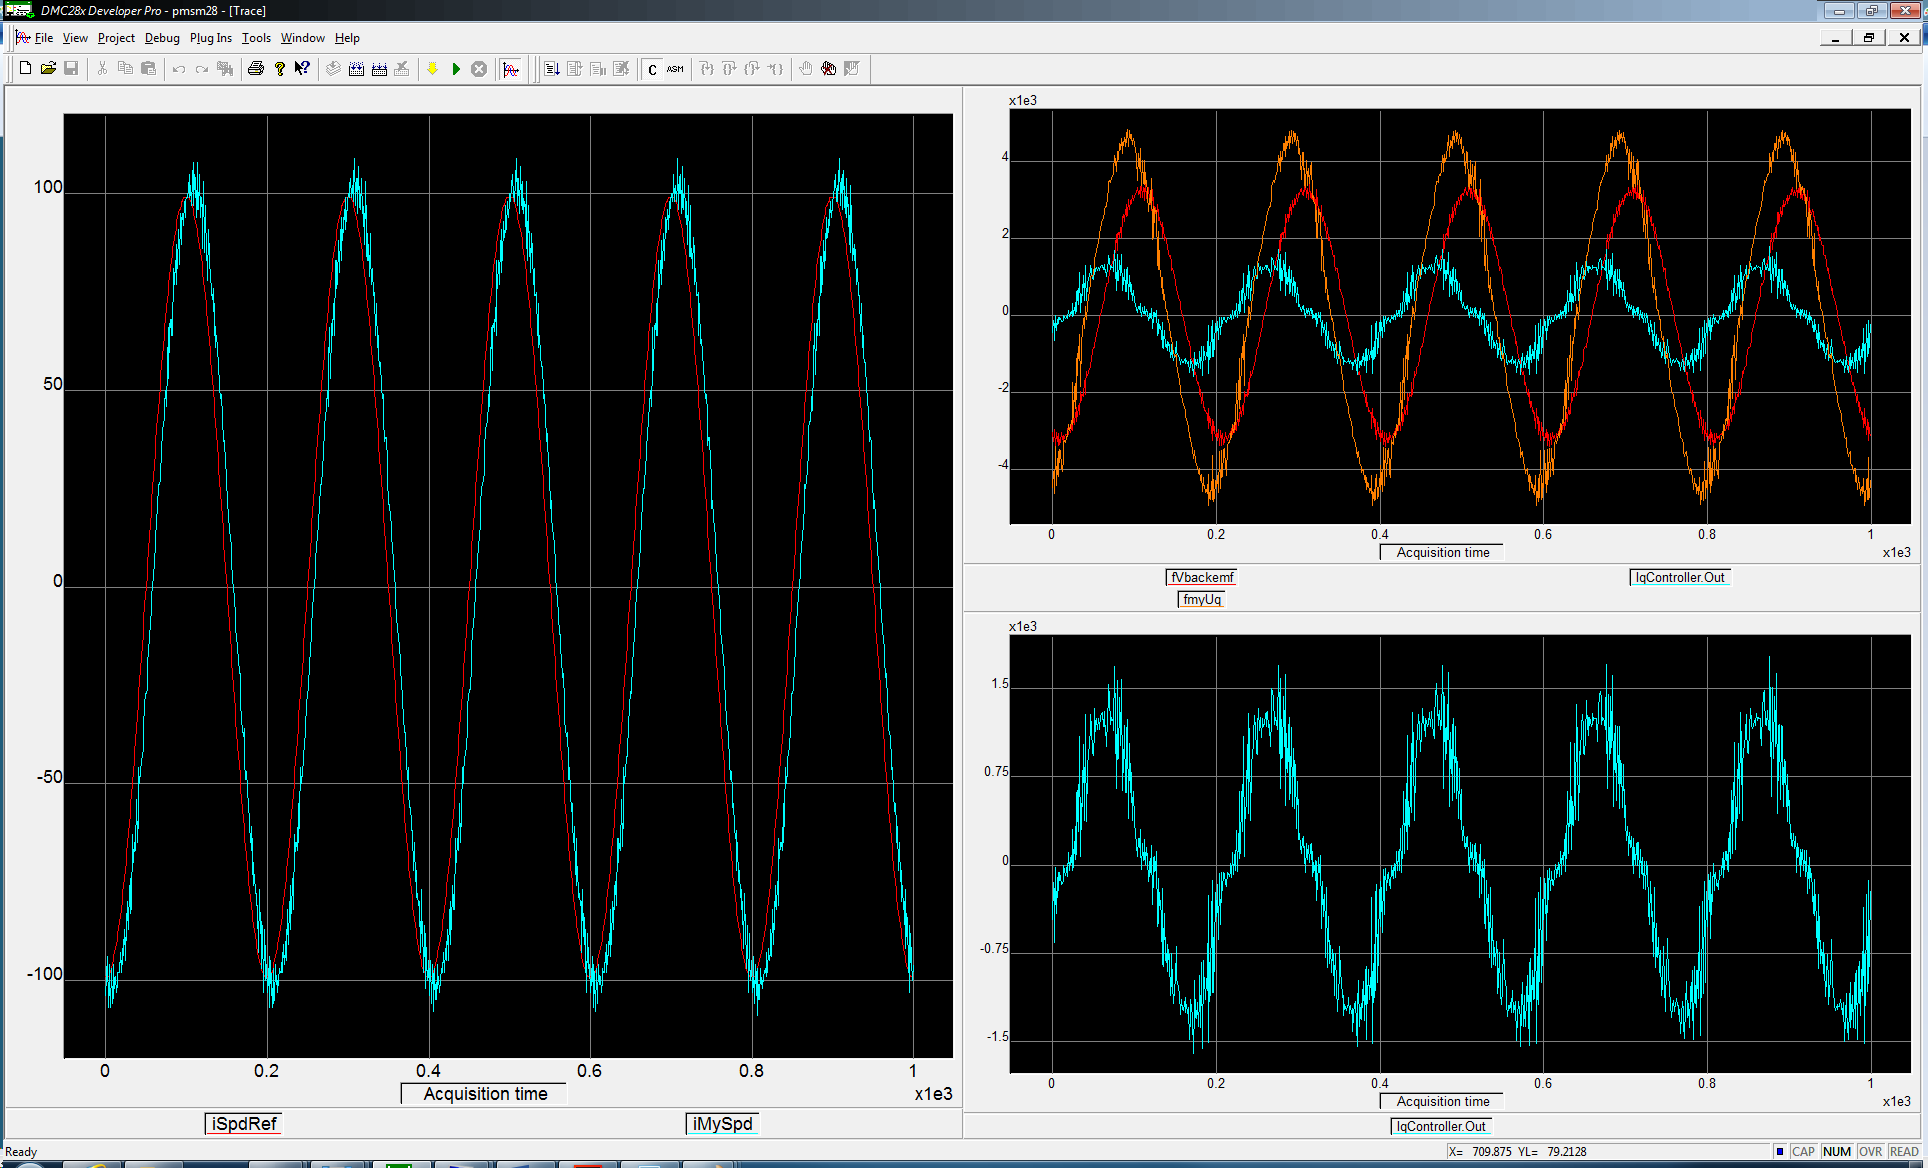 DMC28x Developer Pro - pmsm28 - [Trace]
File View Project Debug Plug Ins Tools Window Help
C ASM
100
50
0
-50
-100
0 0.2 0.4 0.6 0.8 1
Acquisition time
x1e3
iSpdRef iMySpd
x1e3
4
2
0
-2
-4
0 0.2 0.4 0.6 0.8 1
Acquisition time
x1e3
fVbackemf IqController.Out
fmyUq
x1e3
1.5
0.75
0
-0.75
-1.5
0 0.2 0.4 0.6 0.8 1
Acquisition time
x1e3
IqController.Out
Ready
X= 709.875 YL= 79.2128 CAP NUM OVR READ